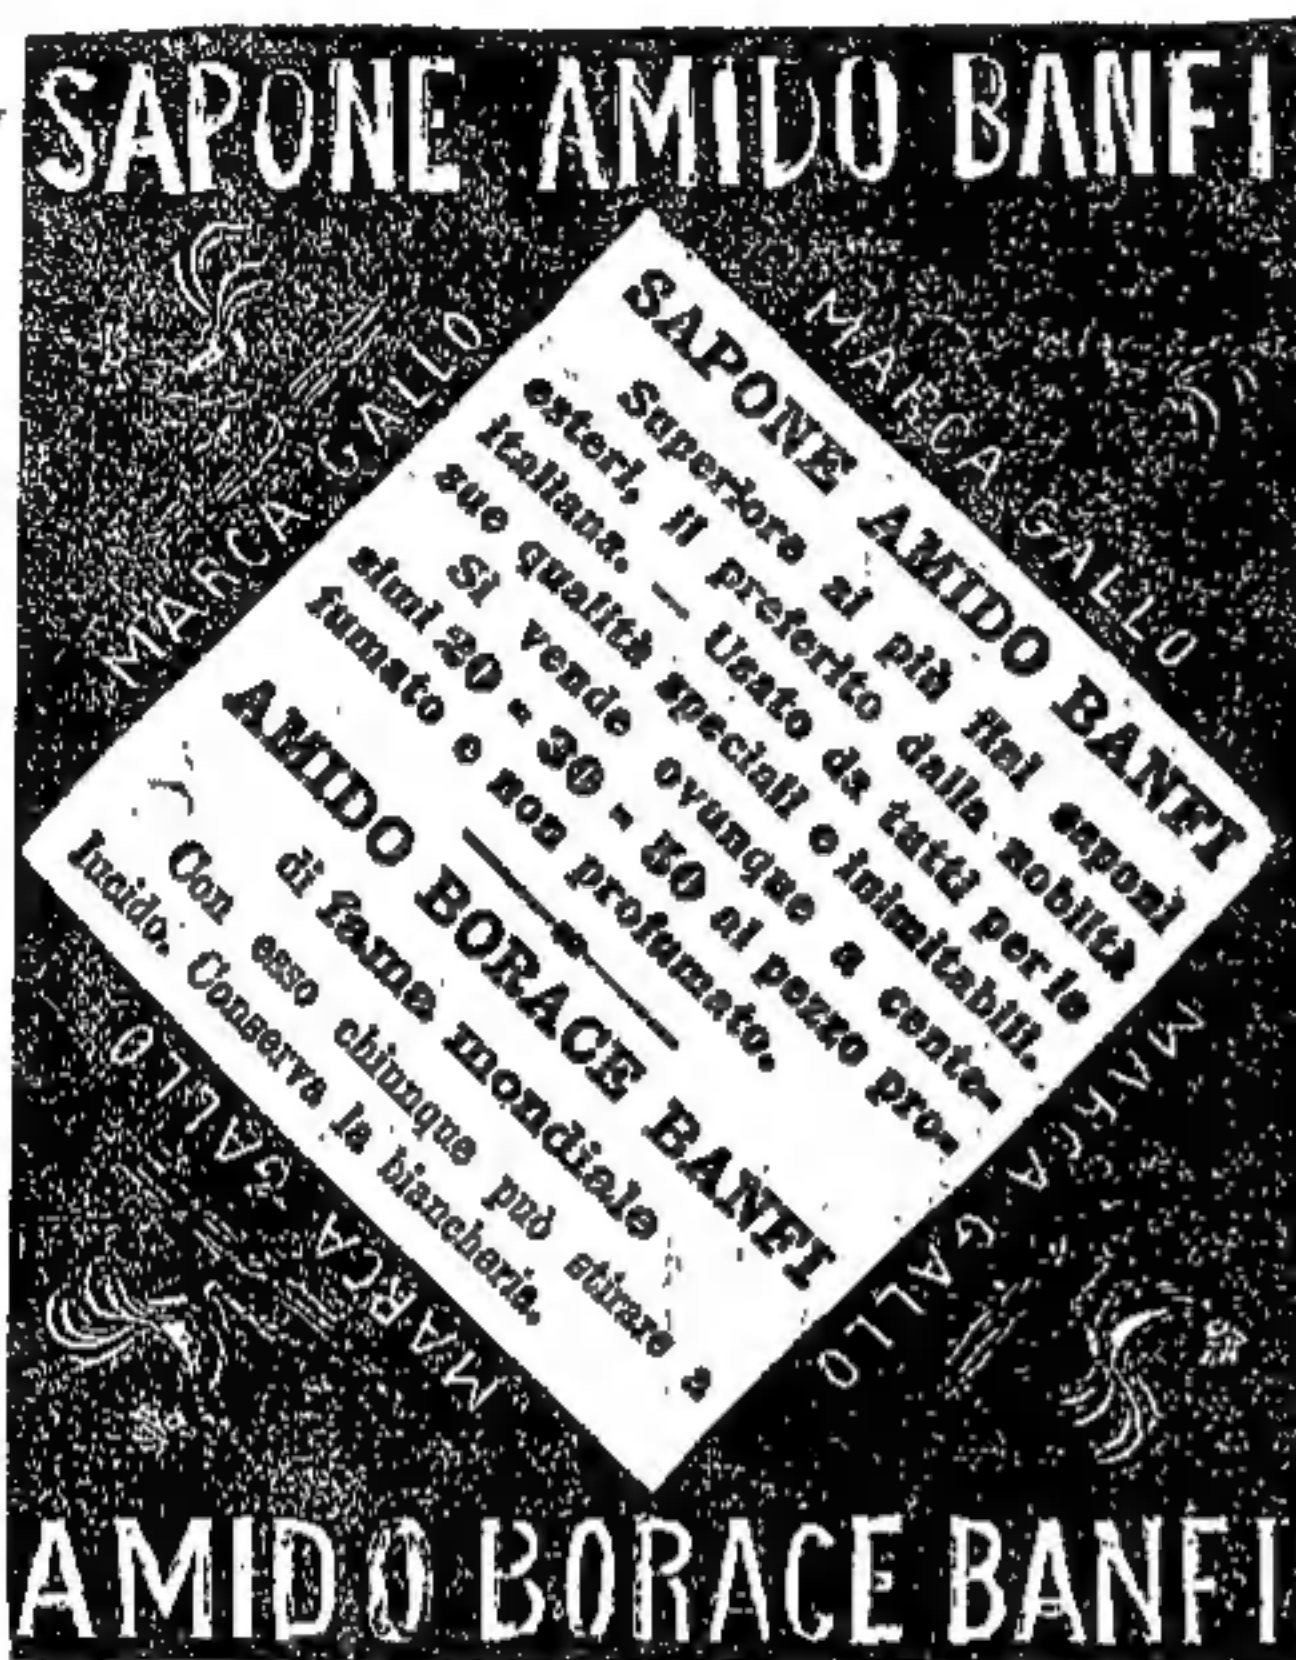 SAPONE AMIDO BANFI
MARCA GALLO
MARCA GALLO
SAPONE AMIDO BANFI
Superiore ai più fini saponi
esteri, il preferito dalla nobiltà
italiana. — Usato da tutti per le
sue qualità speciali e inimitabili.
Si vende ovunque a cente-
simi 20 - 30 - 50 al pezzo pro-
fumato e non profumato.
AMIDO BORACE BANFI
di fama mondiale
Con esso chiunque può stirare a
lucido. Conserva la biancheria.
MARCA GALLO
MARCA GALLO
AMIDO BORACE BANFI